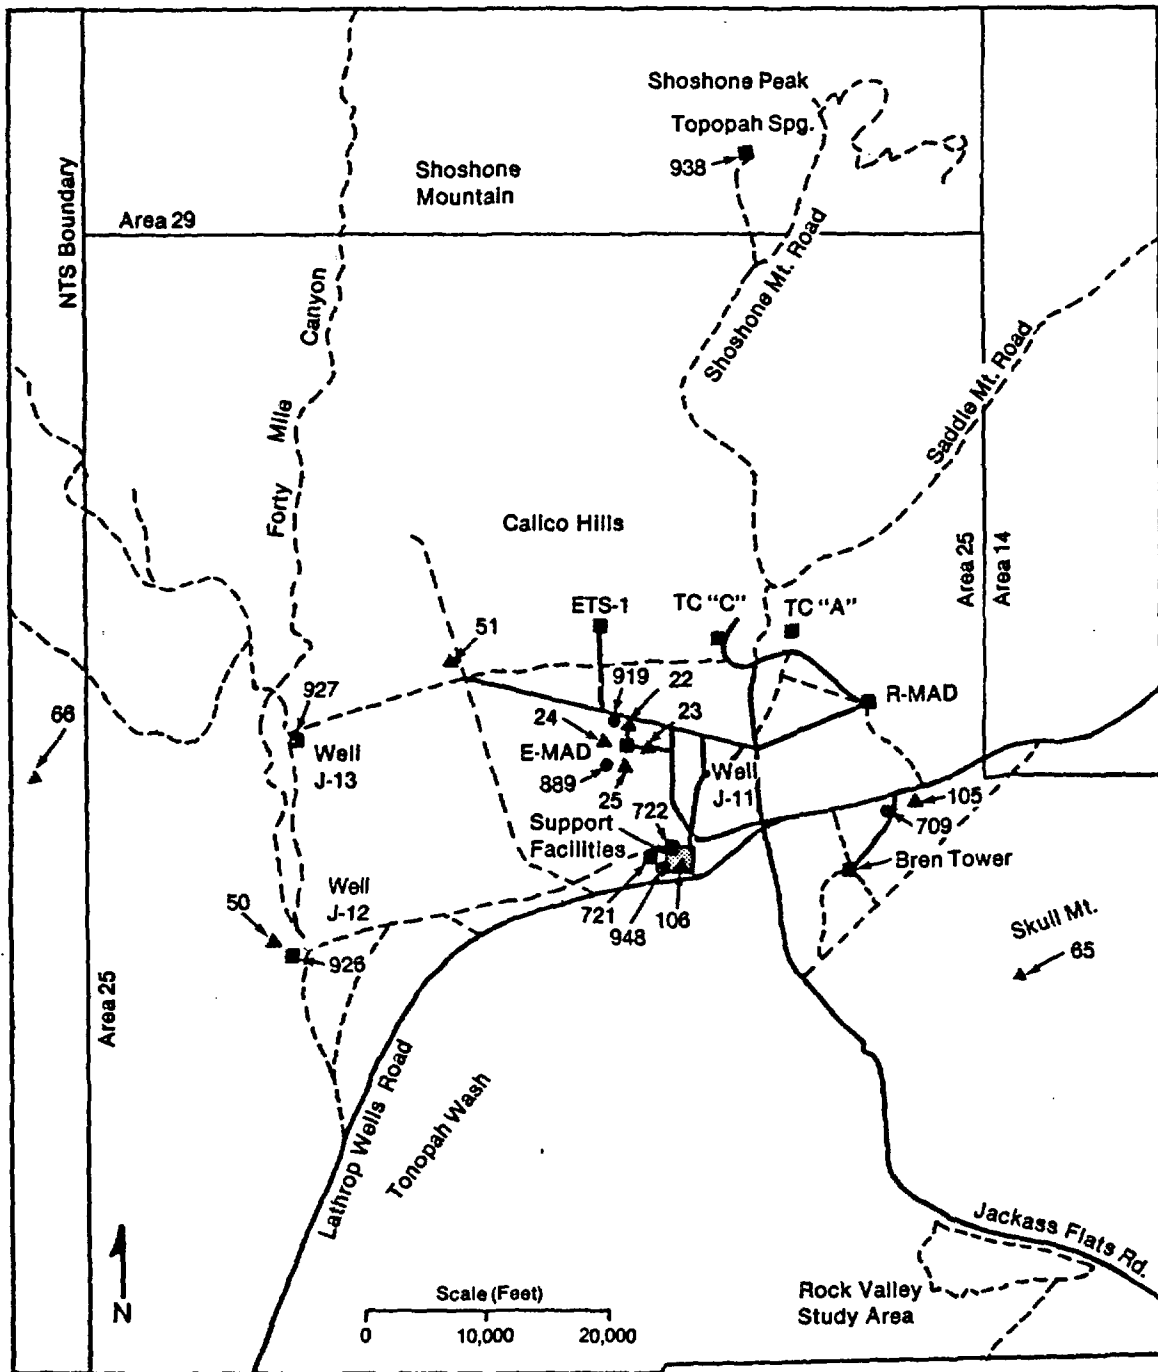 Shoshone Peak
Topopah Spg.
938
Shoshone
Mountain
NTS Boundary
Area 29
Canyon
Mile
Forty
Shoshone Mt. Road
Saddle Mt. Road
Calico Hills
Area 25
Area 14
ETS-1
TC "C"
TC "A"
51
919
22
R-MAD
927
66
24
23
E-MAD
Well
J-13
Well
J-11
889
25
722
105
709
Support
Facilities
Bren Tower
Well
J-12
50
721
106
948
926
Skull Mt.
65
Area 25
Lathrop Wells Road
Tonopah Wash
Jackass Flats Rd.
Rock Valley
Study Area
N
Scale (Feet)
0
10,000
20,000